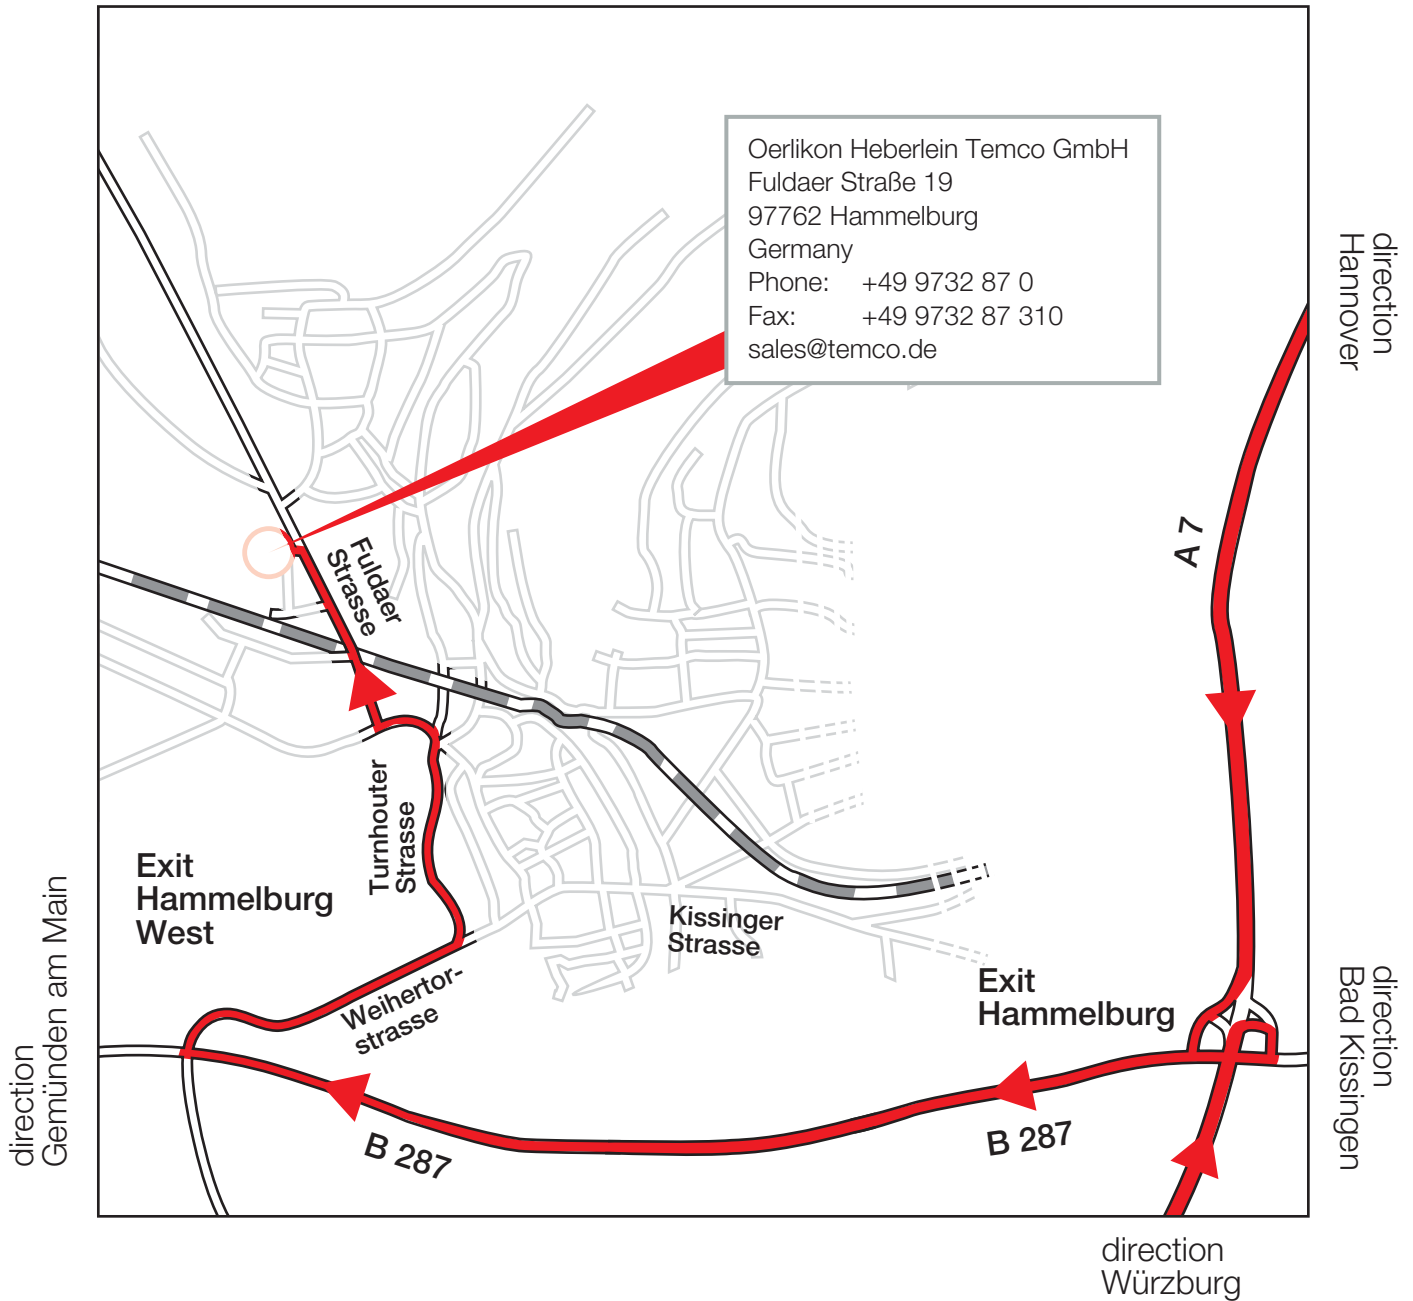 Oerlikon Heberlein Temco GmbH
Fuldaer Straße 19
97762 Hammelburg
Germany
Phone: +49 9732 87 0
Fax: +49 9732 87 310
sales@temco.de
direction
Hannover
A 7
Fuldaer
Strasse
Turnhouter
Strasse
Exit
Hammelburg
West
Kissinger
Strasse
Weihertor-
strasse
Exit
Hammelburg
direction
Bad Kissingen
direction
Gemünden am Main
B 287
B 287
direction
Würzburg